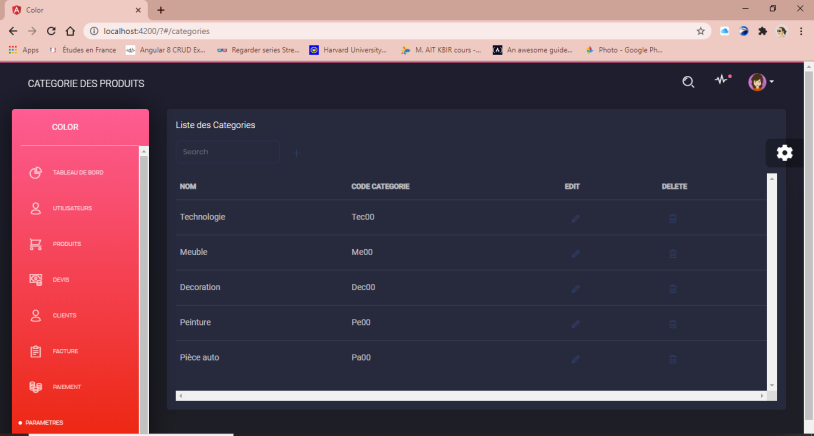 Color
localhost:4200/?#/categories
Apps Études en France Angular 8 CRUD Ex... Regarder series Stre... Harvard University... M. AIT KBIR cours -... An awesome guide... Photo - Google Ph...
CATEGORIE DES PRODUITS
COLOR
TABLEAU DE BORD
UTILISATEURS
PRODUITS
DEVIS
CLIENTS
FACTURE
PAIEMENT
PARAMETRES
Liste des Categories
Search
NOM CODE CATEGORIE EDIT DELETE
Technologie Tec00
Meuble Me00
Decoration Dec00
Peinture Pe00
Pièce auto Pa00